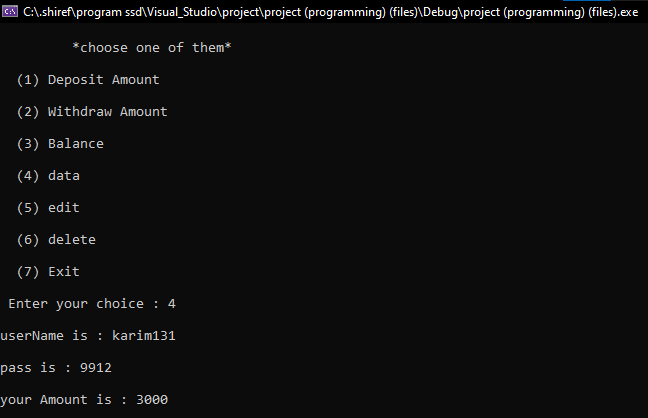 C:\.shiref\program ssd\Visual_Studio\project\project (programming) (files)\Debug\project (programming) (files).exe
*choose one of them*
(1) Deposit Amount
(2) Withdraw Amount
(3) Balance
(4) data
(5) edit
(6) delete
(7) Exit
Enter your choice : 4
userName is : karim131
pass is : 9912
your Amount is : 3000